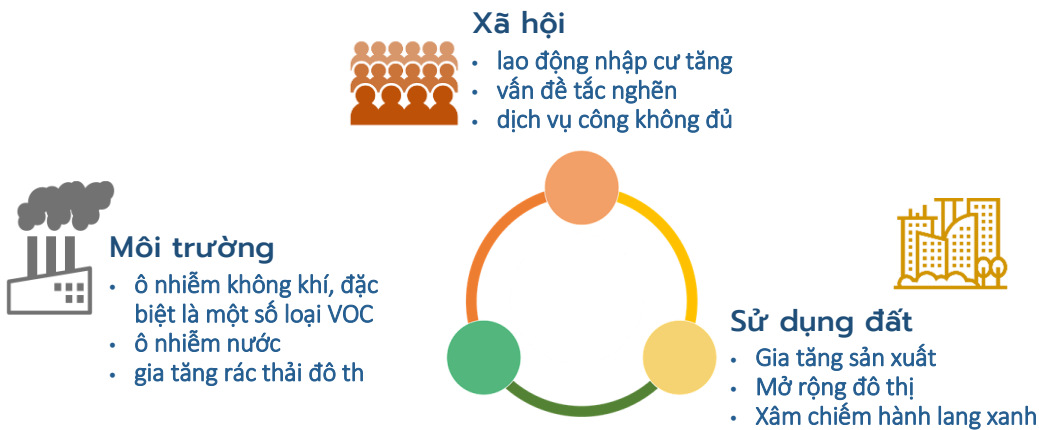 Xã hội
• lao động nhập cư tăng
• vấn đề tắc nghẽn
• dịch vụ công không đủ
Môi trường
• ô nhiễm không khí, đặc
biệt là một số loại VOC
• ô nhiễm nước
• gia tăng rác thải đô th
Sử dụng đất
• Gia tăng sản xuất
• Mở rộng đô thị
• Xâm chiếm hành lang xanh